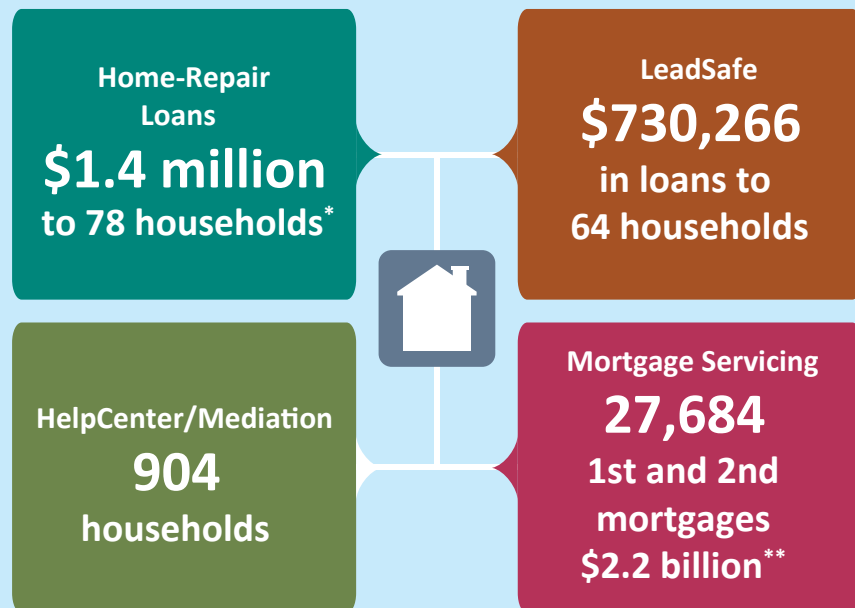 Home-Repair
Loans
$1.4 million
to 78 households*
LeadSafe
$730,266
in loans to
64 households
HelpCenter/Mediation
904
households
Mortgage Servicing
27,684
1st and 2nd
mortgages
$2.2 billion**